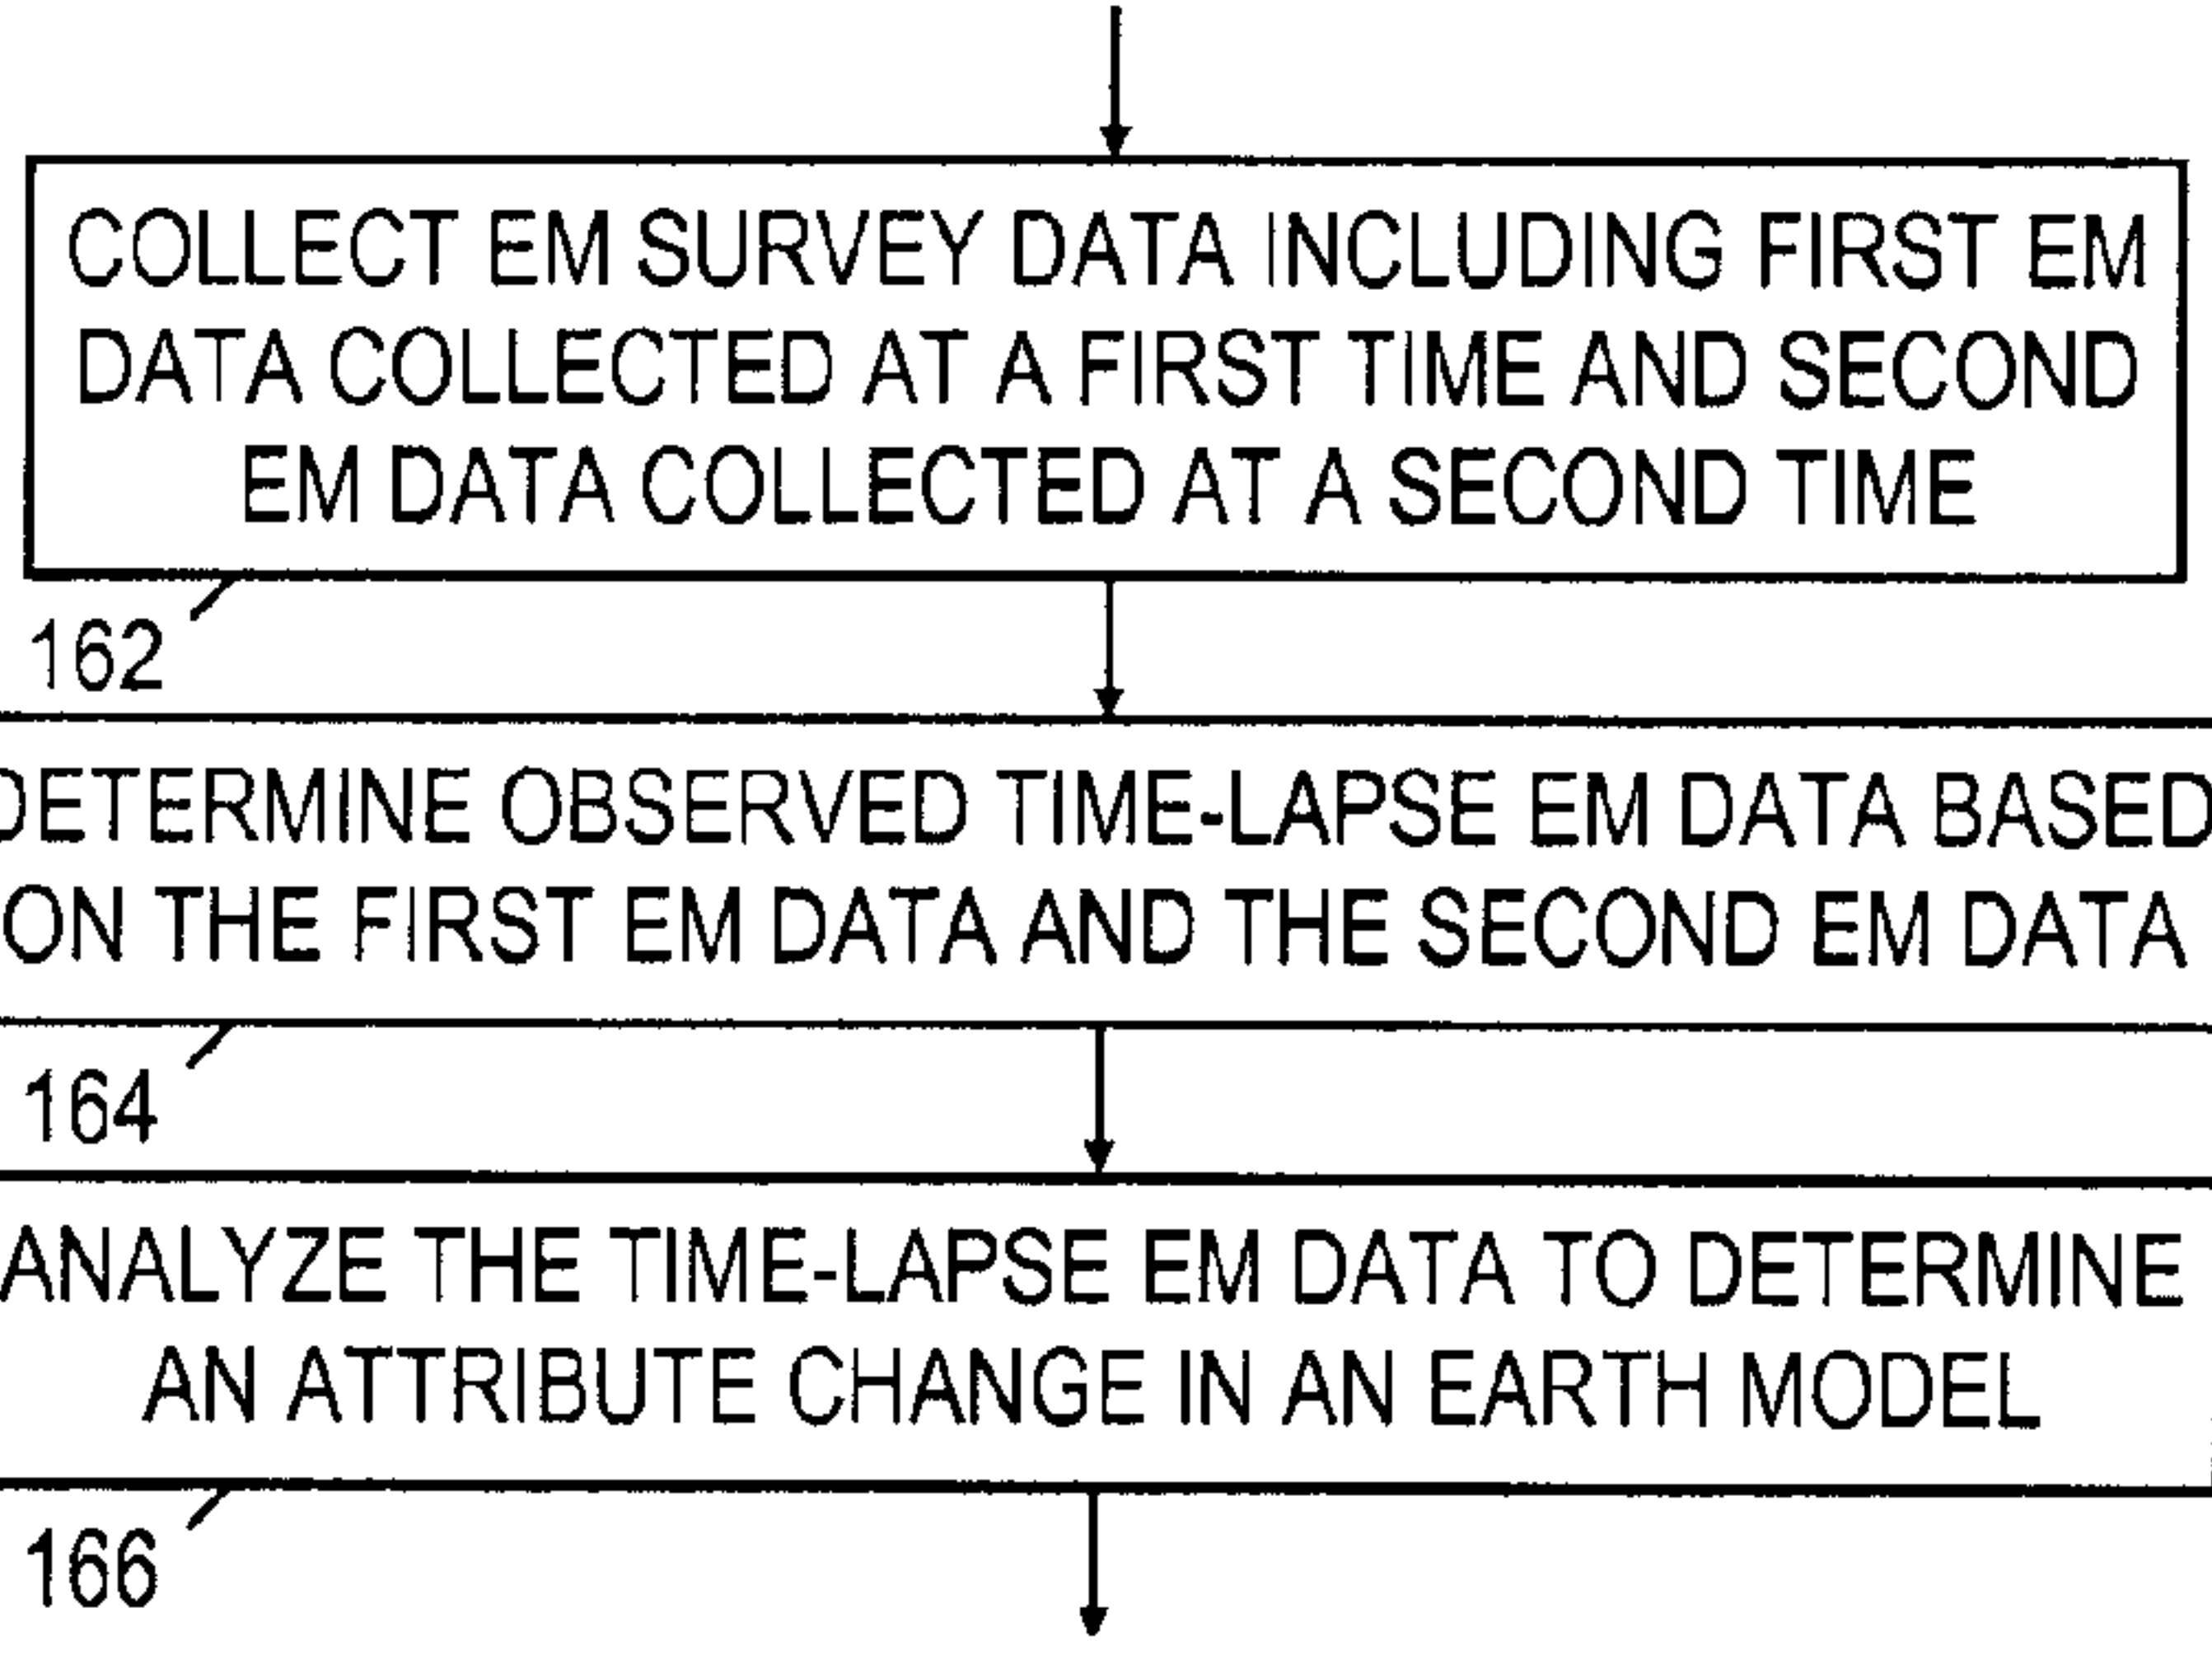 COLLECT EM SURVEY DATA INCLUDING FIRST EM
DATA COLLECTED AT A FIRST TIME AND SECOND
EM DATA COLLECTED AT A SECOND TIME
162
DETERMINE OBSERVED TIME-LAPSE EM DATA BASED
ON THE FIRST EM DATA AND THE SECOND EM DATA
164
ANALYZE THE TIME-LAPSE EM DATA TO DETERMINE
AN ATTRIBUTE CHANGE IN AN EARTH MODEL
166